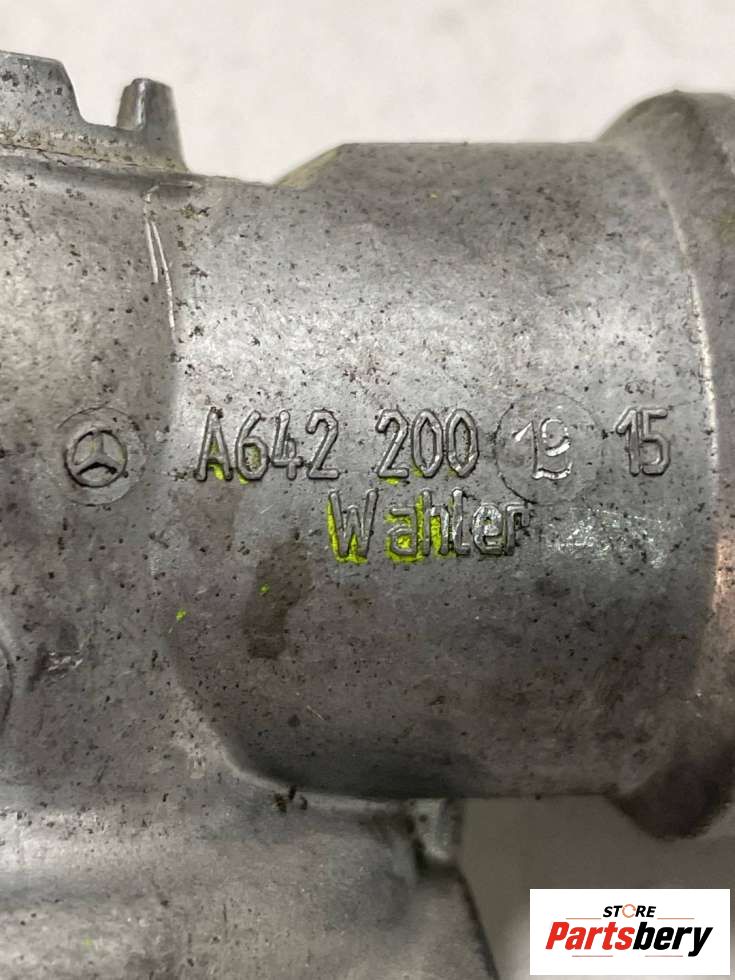 A642 200 19 15
Wahler
STORE
Partsbery